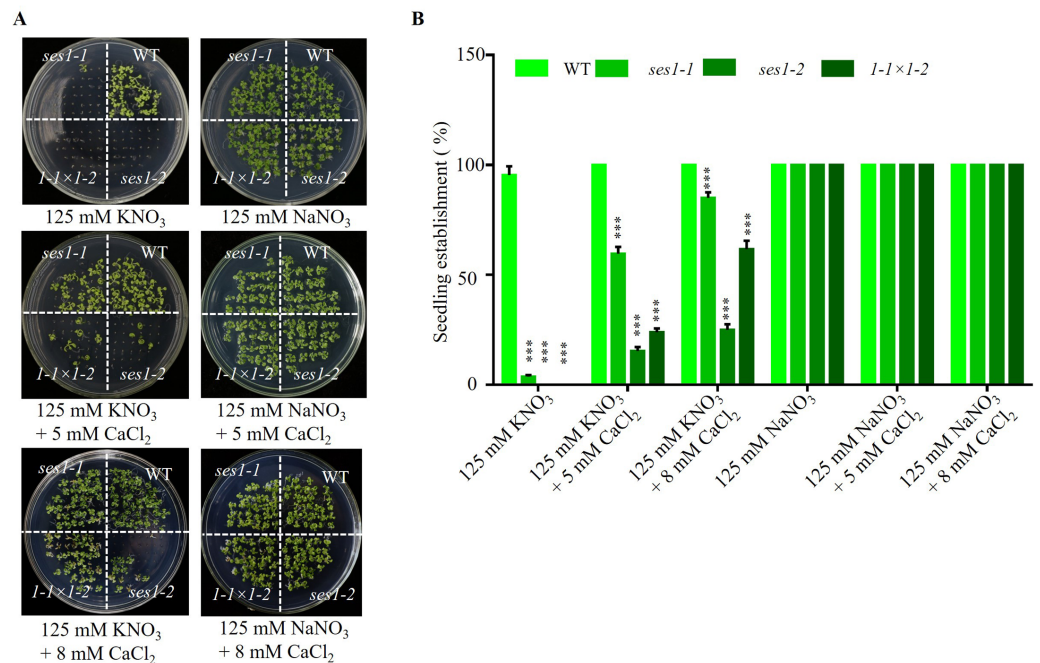 A
ses1-1 WT
1-1×1-2 ses1-2
125 mM KNO₃
ses1-1 WT
1-1×1-2 ses1-2
125 mM NaNO₃
ses1-1 WT
1-1×1-2 ses1-2
125 mM KNO₃
+ 5 mM CaCl₂
ses1-1 WT
1-1×1-2 ses1-2
125 mM NaNO₃
+ 5 mM CaCl₂
ses1-1 WT
1-1×1-2 ses1-2
125 mM KNO₃
+ 8 mM CaCl₂
ses1-1 WT
1-1×1-2 ses1-2
125 mM NaNO₃
+ 8 mM CaCl₂
B
Seedling establishment ( %)
150
100
50
0
WT ses1-1 ses1-2 1-1×1-2
*** *** ***
*** *** ***
*** *** ***
125 mM KNO₃
125 mM KNO₃
+ 5 mM CaCl₂
125 mM KNO₃
+ 8 mM CaCl₂
125 mM NaNO₃
125 mM NaNO₃
+ 5 mM CaCl₂
125 mM NaNO₃
+ 8 mM CaCl₂